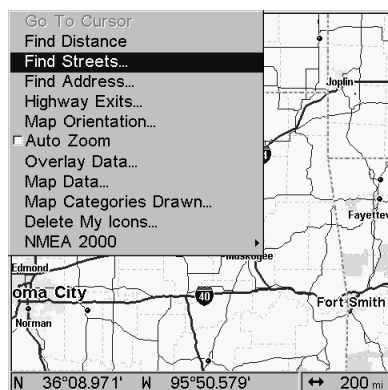 Go To Cursor
Find Distance
Find Streets...
Find Address...
Highway Exits...
Map Orientation...
Auto Zoom
Overlay Data...
Map Data...
Map Categories Drawn...
Delete My Icons...
NMEA 2000
Joplin
Fayettev
Muskogee
Edmond
oma City
40
Fort Smith
Norman
N 36°08.971' W 95°50.579' ↔ 200 mi